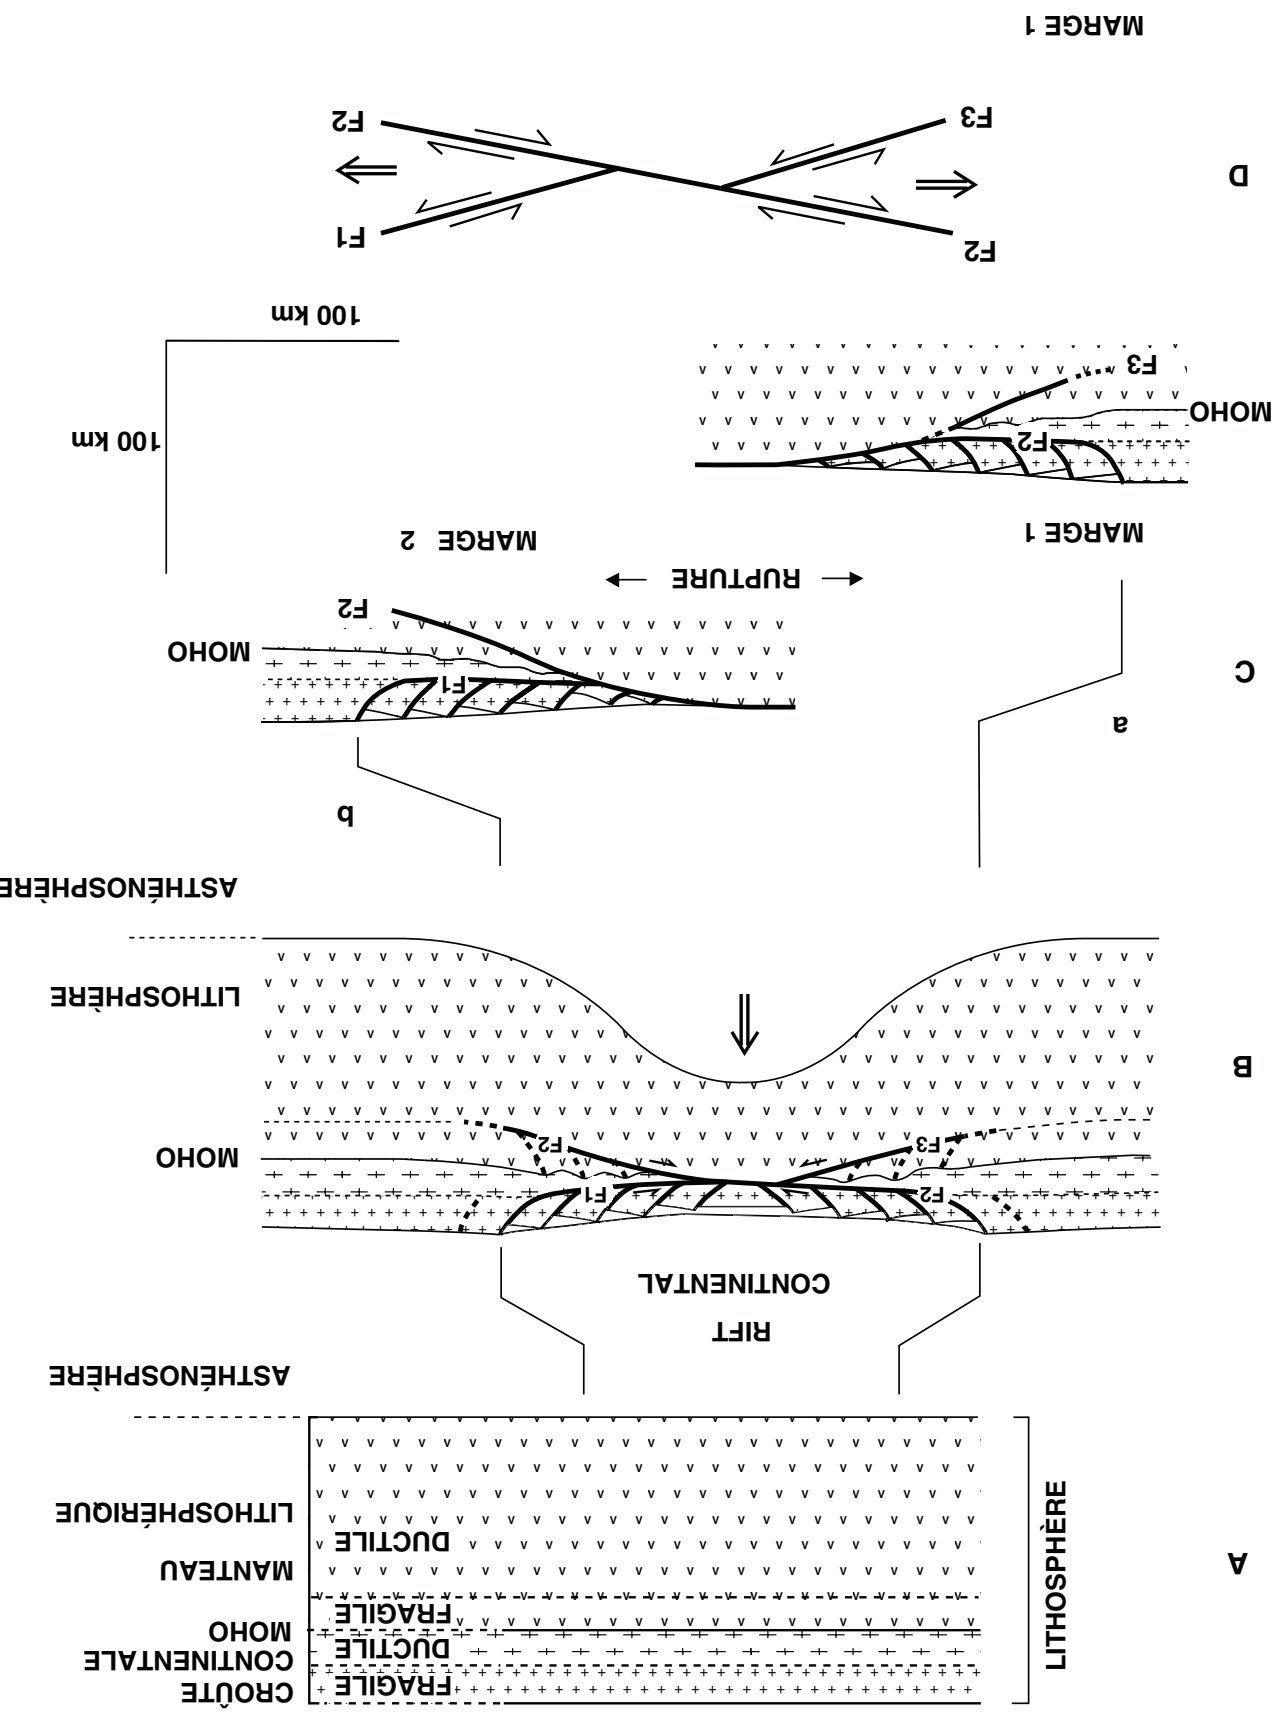 A
LITHOSPHÈRE
FRAGILE
CROÛTE
CONTINENTALE
DUCTILE
MOHO
FRAGILE
MANTEAU
DUCTILE
LITHOSPHÉRIQUE
ASTHÉNOSPHÈRE
RIFT
CONTINENTAL
B
F2
F1
F3
F2
MOHO
LITHOSPHÈRE
ASTHÉNOSPHÈRE
a
b
C
F1
MOHO
F2
RUPTURE
MARGE 1
MARGE 2
F2
MOHO
F3
100 km
100 km
D
F2
F1
F3
F2
MARGE 1